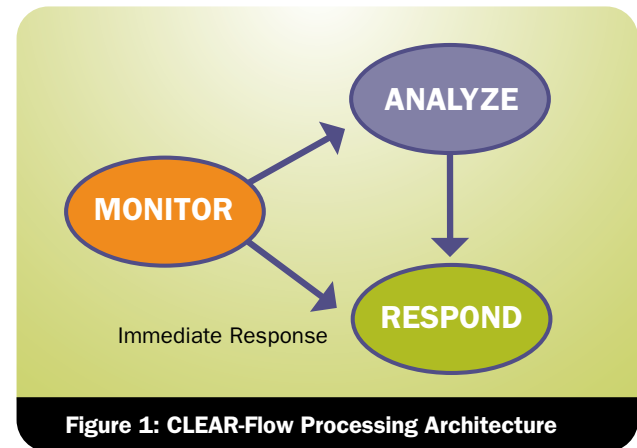 ANALYZE
MONITOR
RESPOND
Immediate Response
Figure 1: CLEAR-Flow Processing Architecture